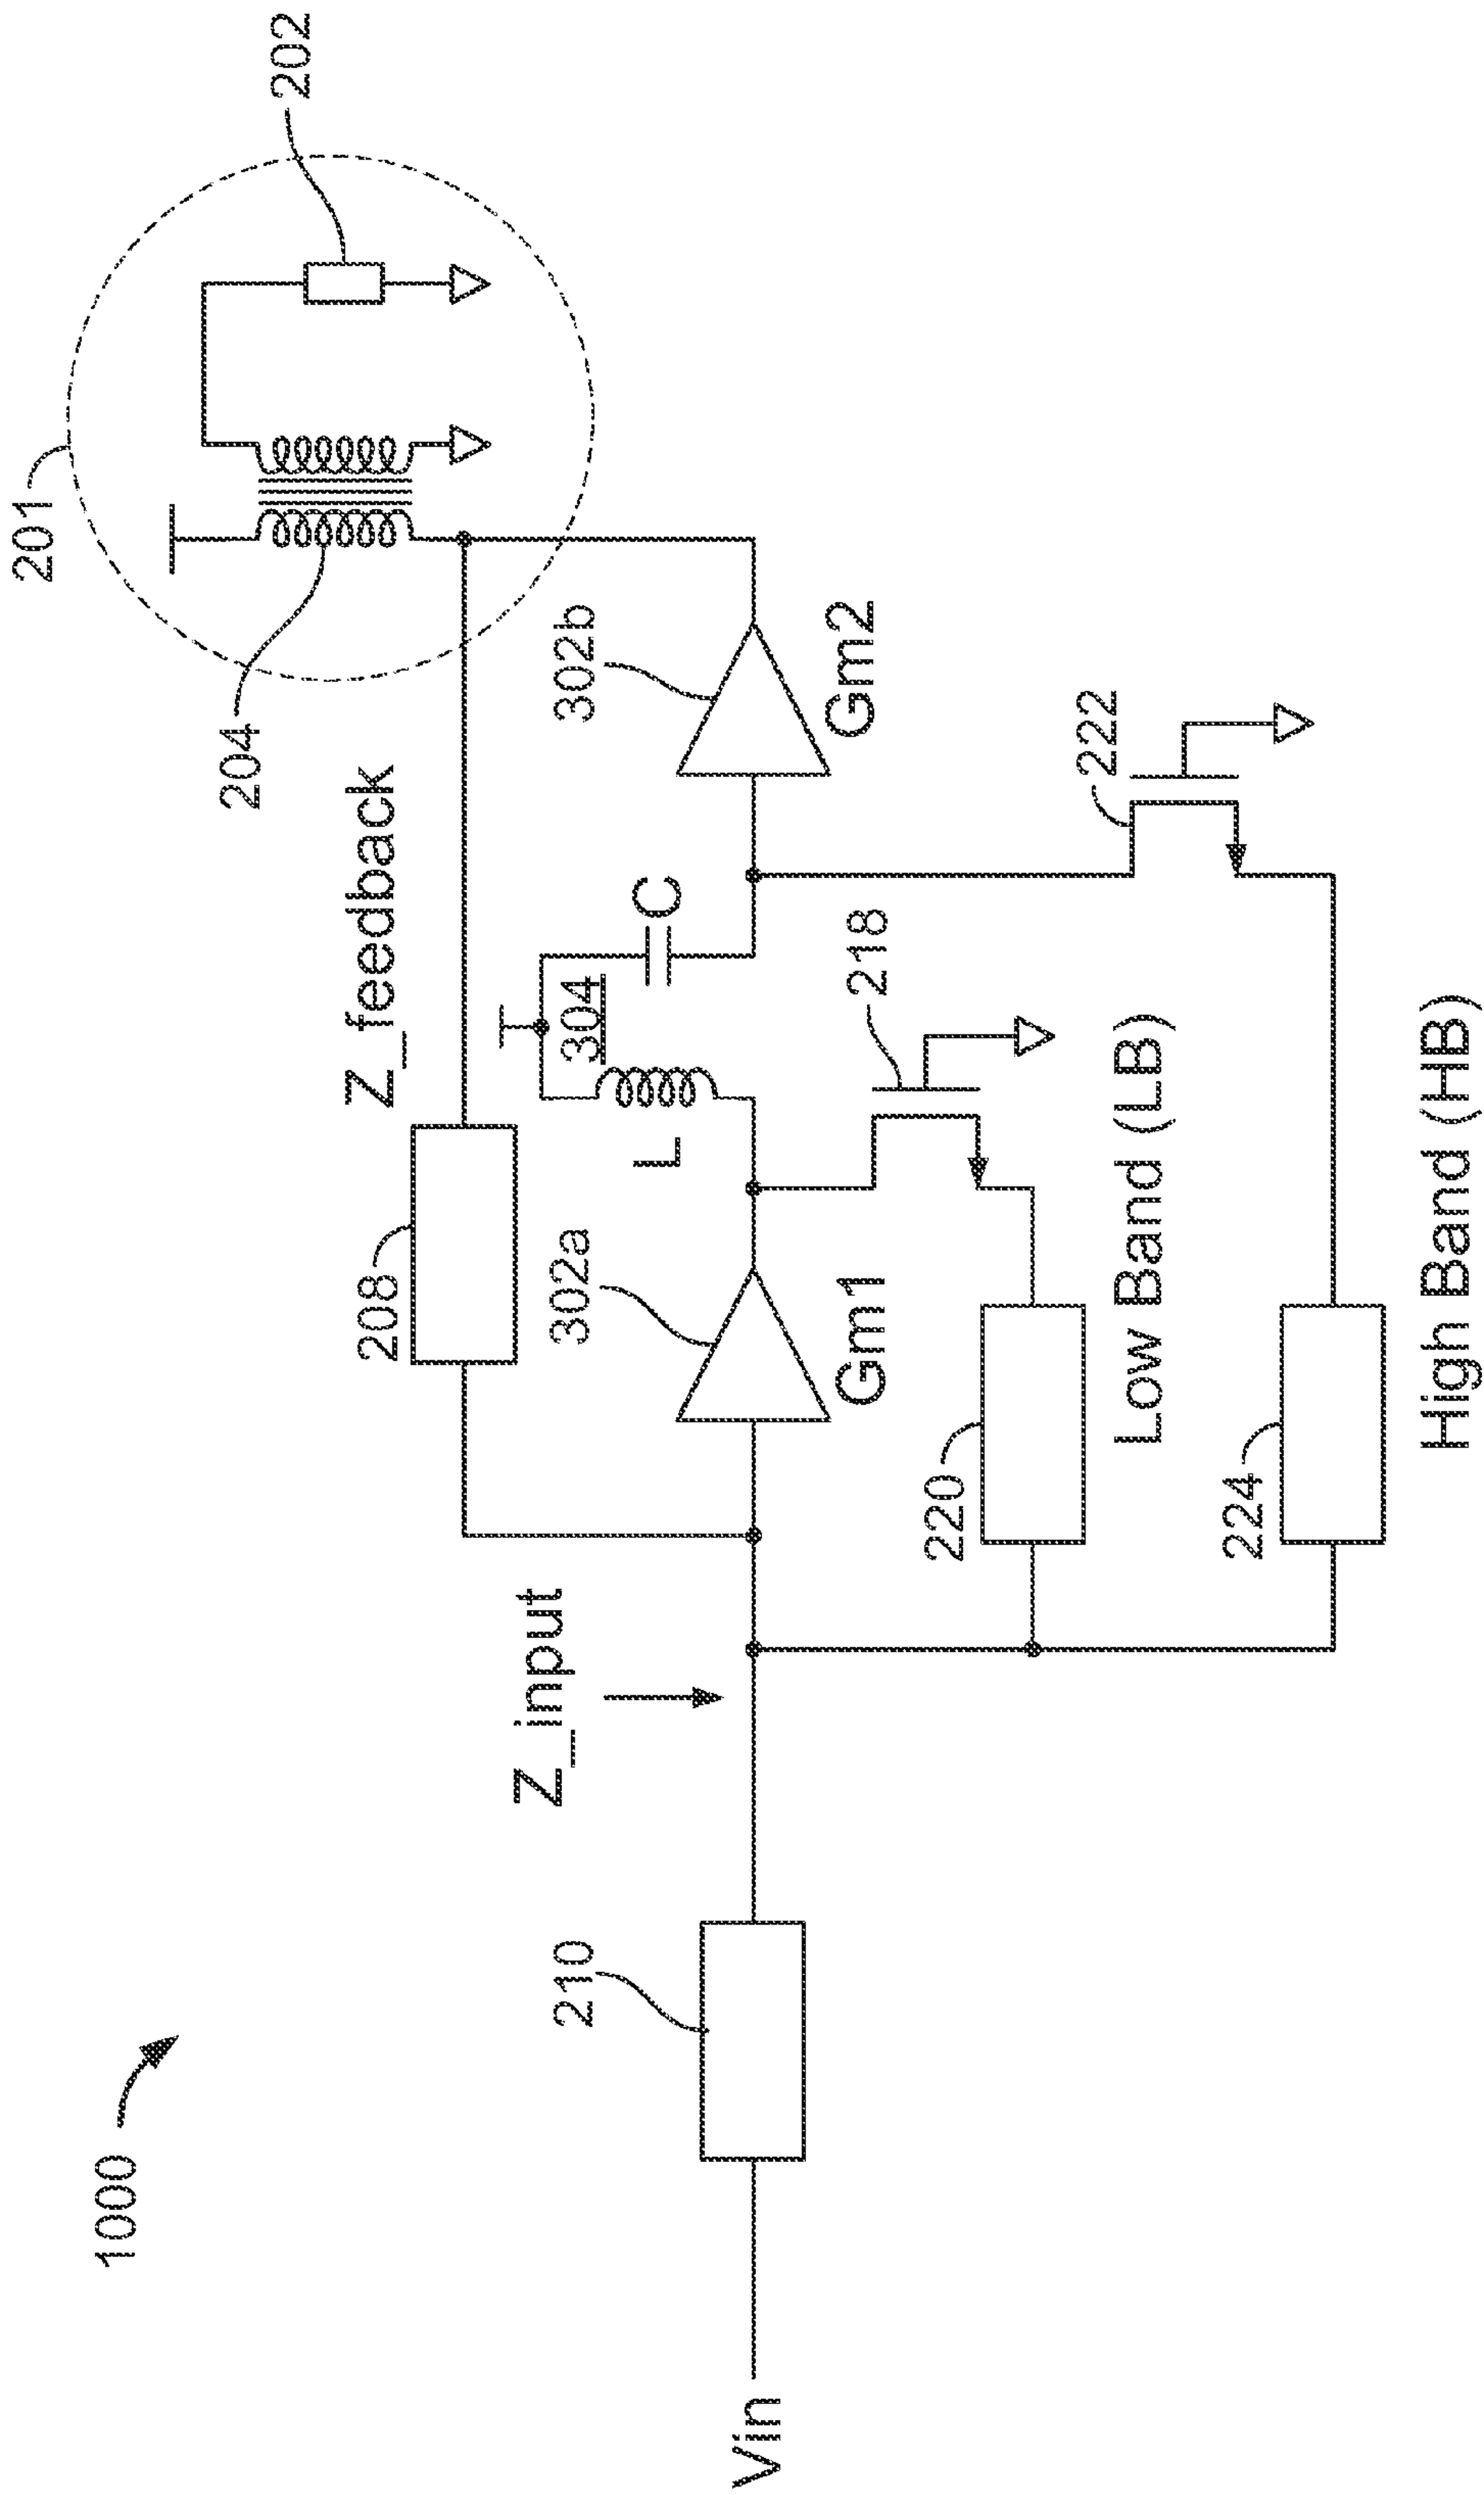 1000
Vin
210
Z_input
208
Z_feedback
302a
Gm1
L
304
C
302b
Gm2
204
201
202
218
220
Low Band (LB)
222
224
High Band (HB)